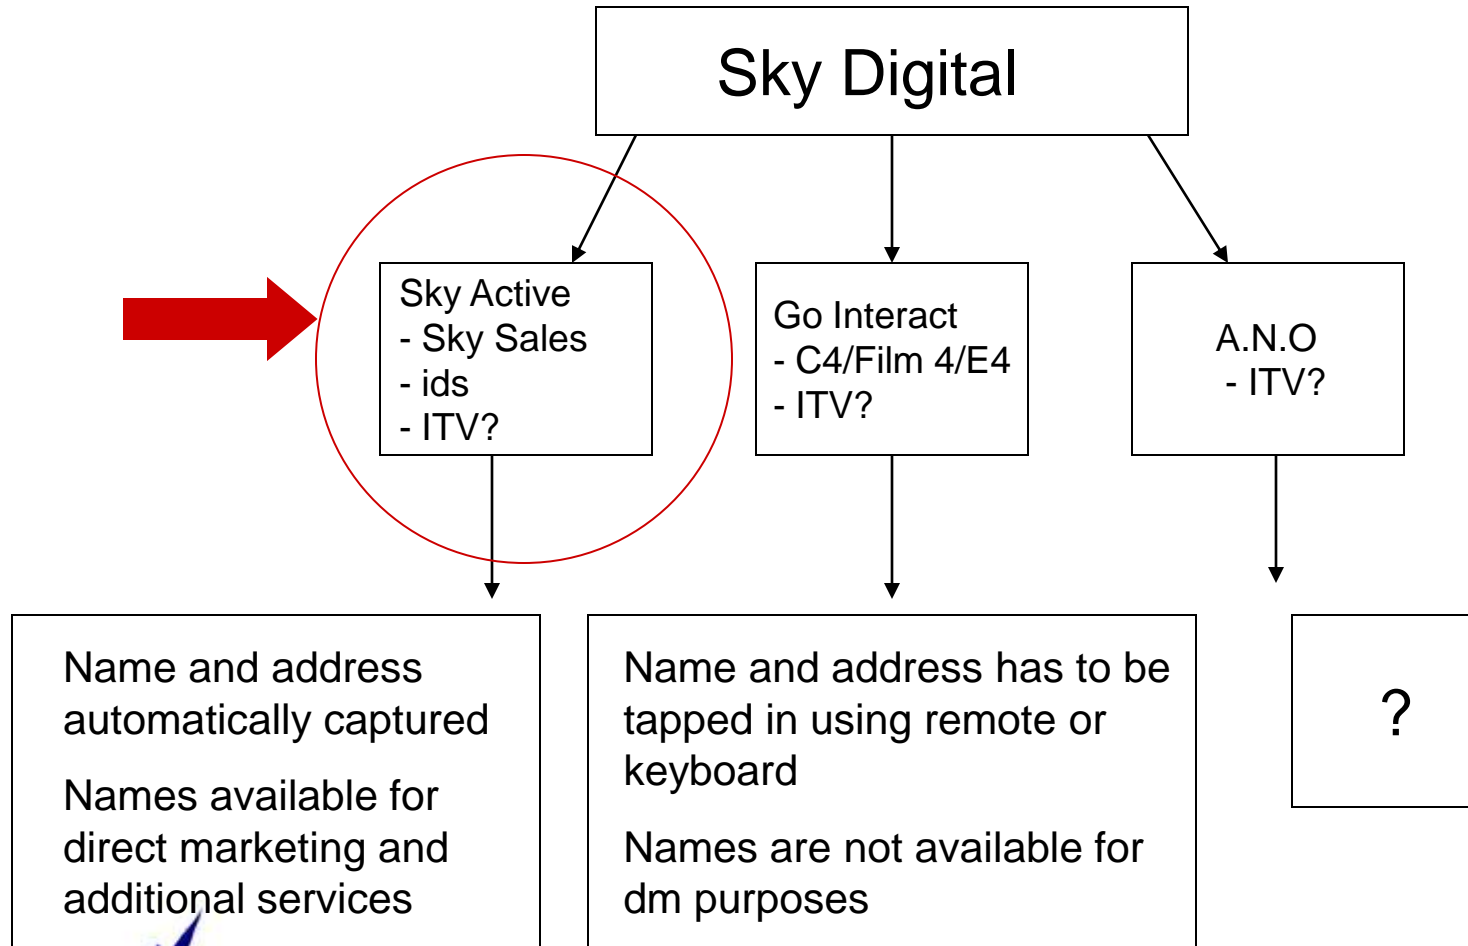 Sky Digital
Sky Active
- Sky Sales
- ids
- ITV?
Go Interact
- C4/Film 4/E4
- ITV?
A.N.O
- ITV?
Name and address
automatically captured
Names available for
direct marketing and
additional services
Name and address has to be
tapped in using remote or
keyboard
Names are not available for
dm purposes
?